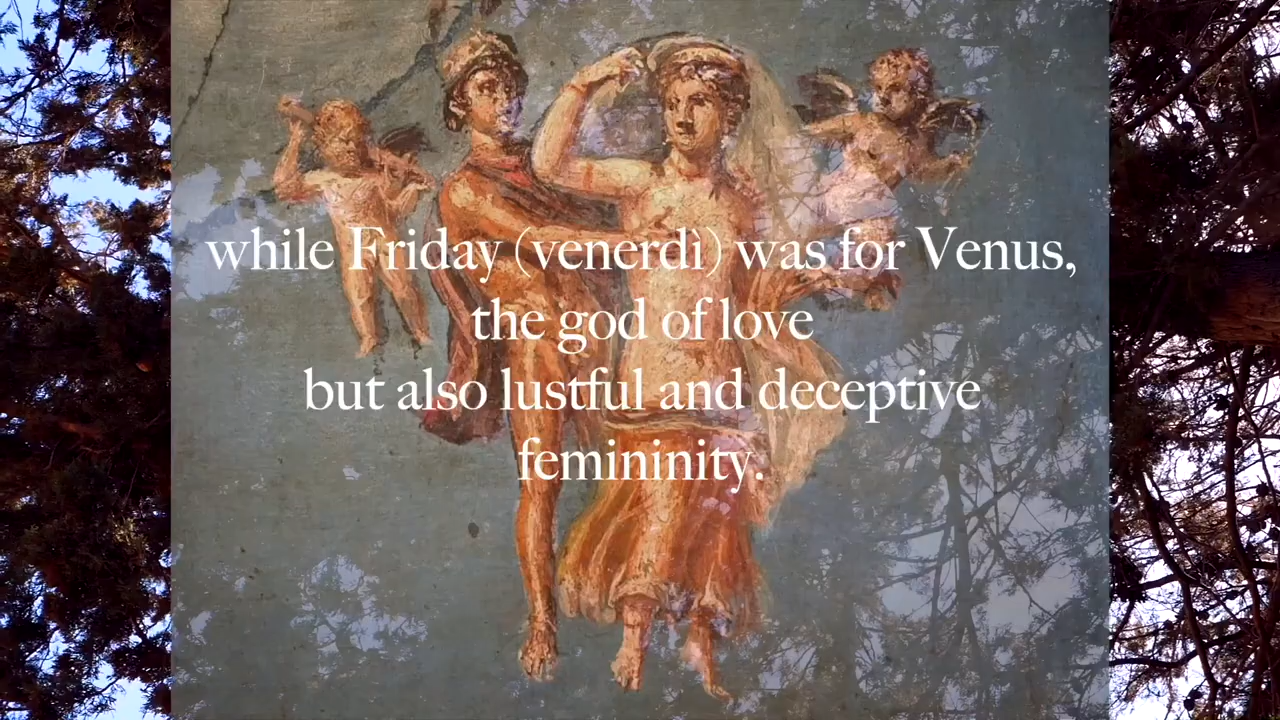 while Friday (venerdì) was for Venus,
the god of love
but also lustful and deceptive
femininity.